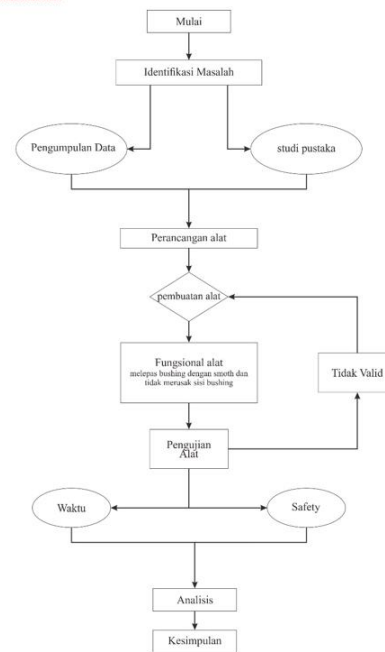 Mulai
Identifikasi Masalah
Pengumpulan Data
studi pustaka
Perancangan alat
pembuatan alat
Fungsional alat
melepas bushing dengan smoth dan
tidak merusak sisi bushing
Tidak Valid
Pengujian
Alat
Waktu
Safety
Analisis
Kesimpulan